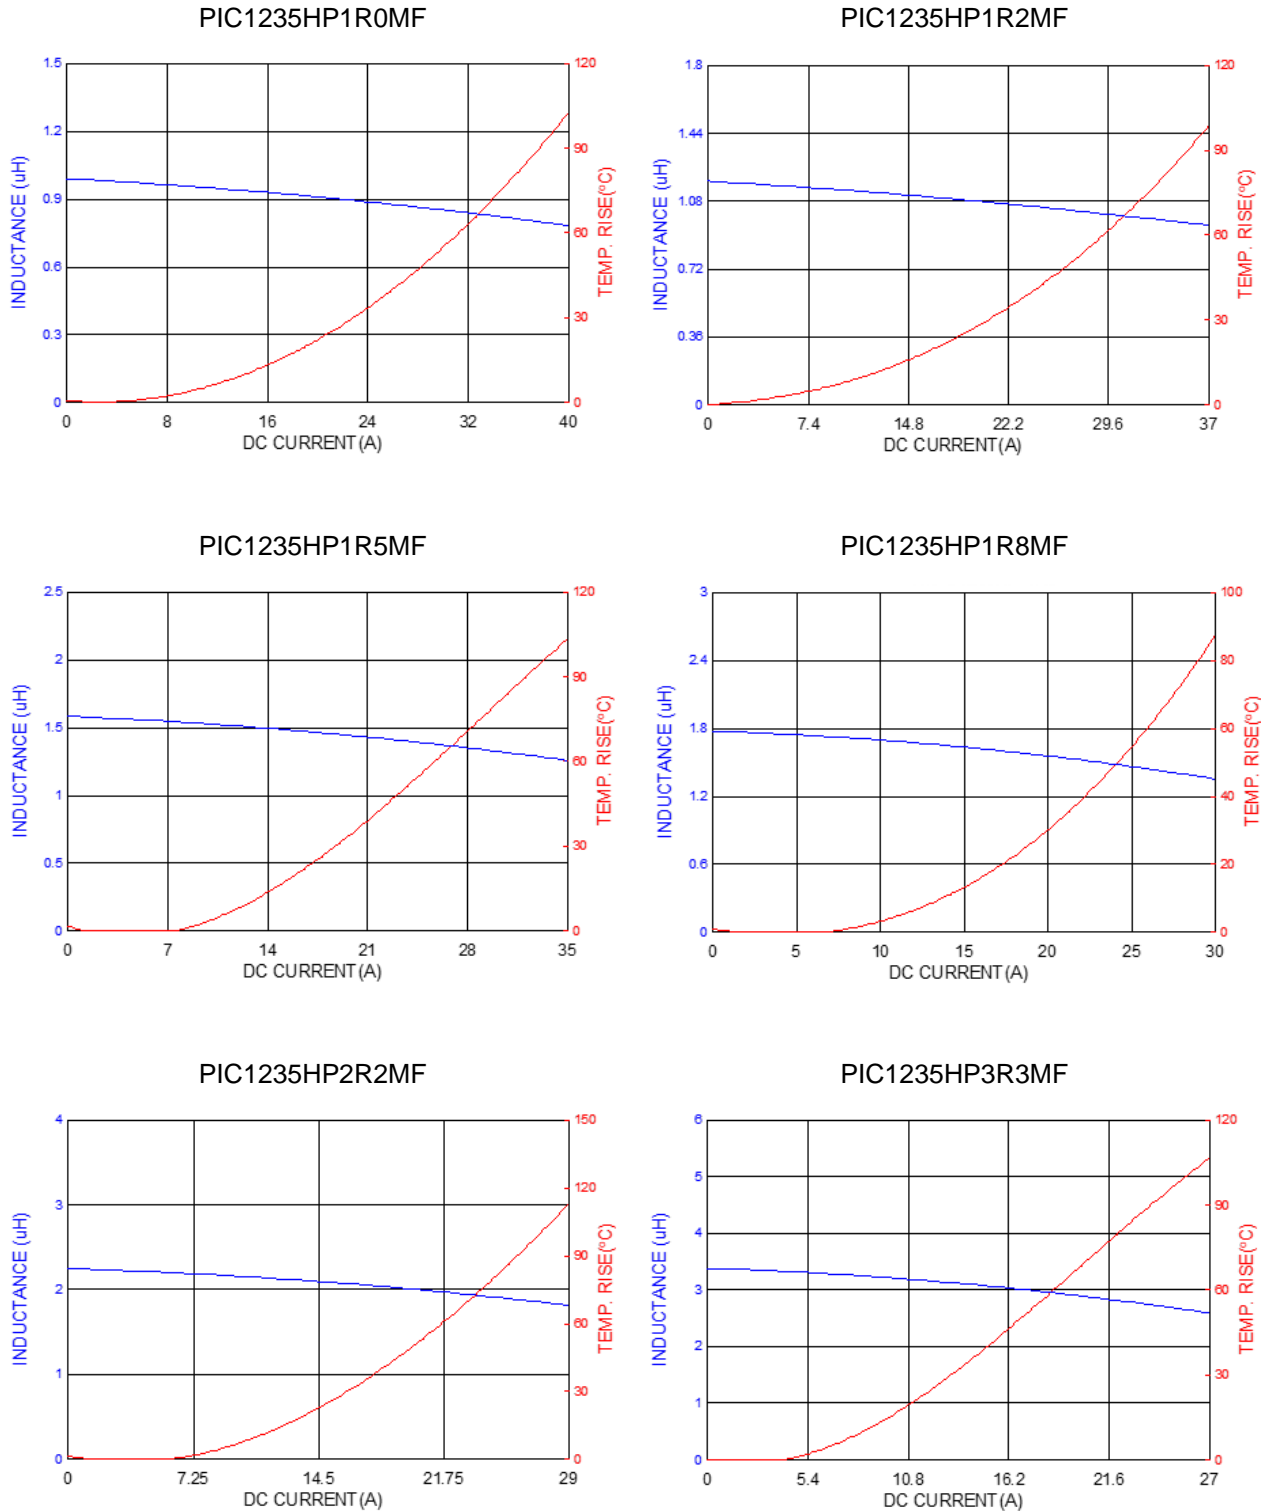 PIC1235HP1R0MF
1.5
1.2
0.9
0.6
0.3
0
INDUCTANCE (uH)
120
90
60
30
0
TEMP. RISE(°C)
0 8 16 24 32 40
DC CURRENT(A)
PIC1235HP1R2MF
1.8
1.44
1.08
0.72
0.36
0
INDUCTANCE (uH)
120
90
60
30
0
TEMP. RISE(°C)
0 7.4 14.8 22.2 29.6 37
DC CURRENT(A)
PIC1235HP1R5MF
2.5
2
1.5
1
0.5
0
INDUCTANCE (uH)
120
90
60
30
0
TEMP. RISE(°C)
0 7 14 21 28 35
DC CURRENT(A)
PIC1235HP1R8MF
3
2.4
1.8
1.2
0.6
0
INDUCTANCE (uH)
100
80
60
40
20
0
TEMP. RISE(°C)
0 5 10 15 20 25 30
DC CURRENT(A)
PIC1235HP2R2MF
4
3
2
1
0
INDUCTANCE (uH)
150
120
90
60
30
0
TEMP. RISE(°C)
0 7.25 14.5 21.75 29
DC CURRENT(A)
PIC1235HP3R3MF
6
5
4
3
2
1
0
INDUCTANCE (uH)
120
90
60
30
0
TEMP. RISE(°C)
0 5.4 10.8 16.2 21.6 27
DC CURRENT(A)